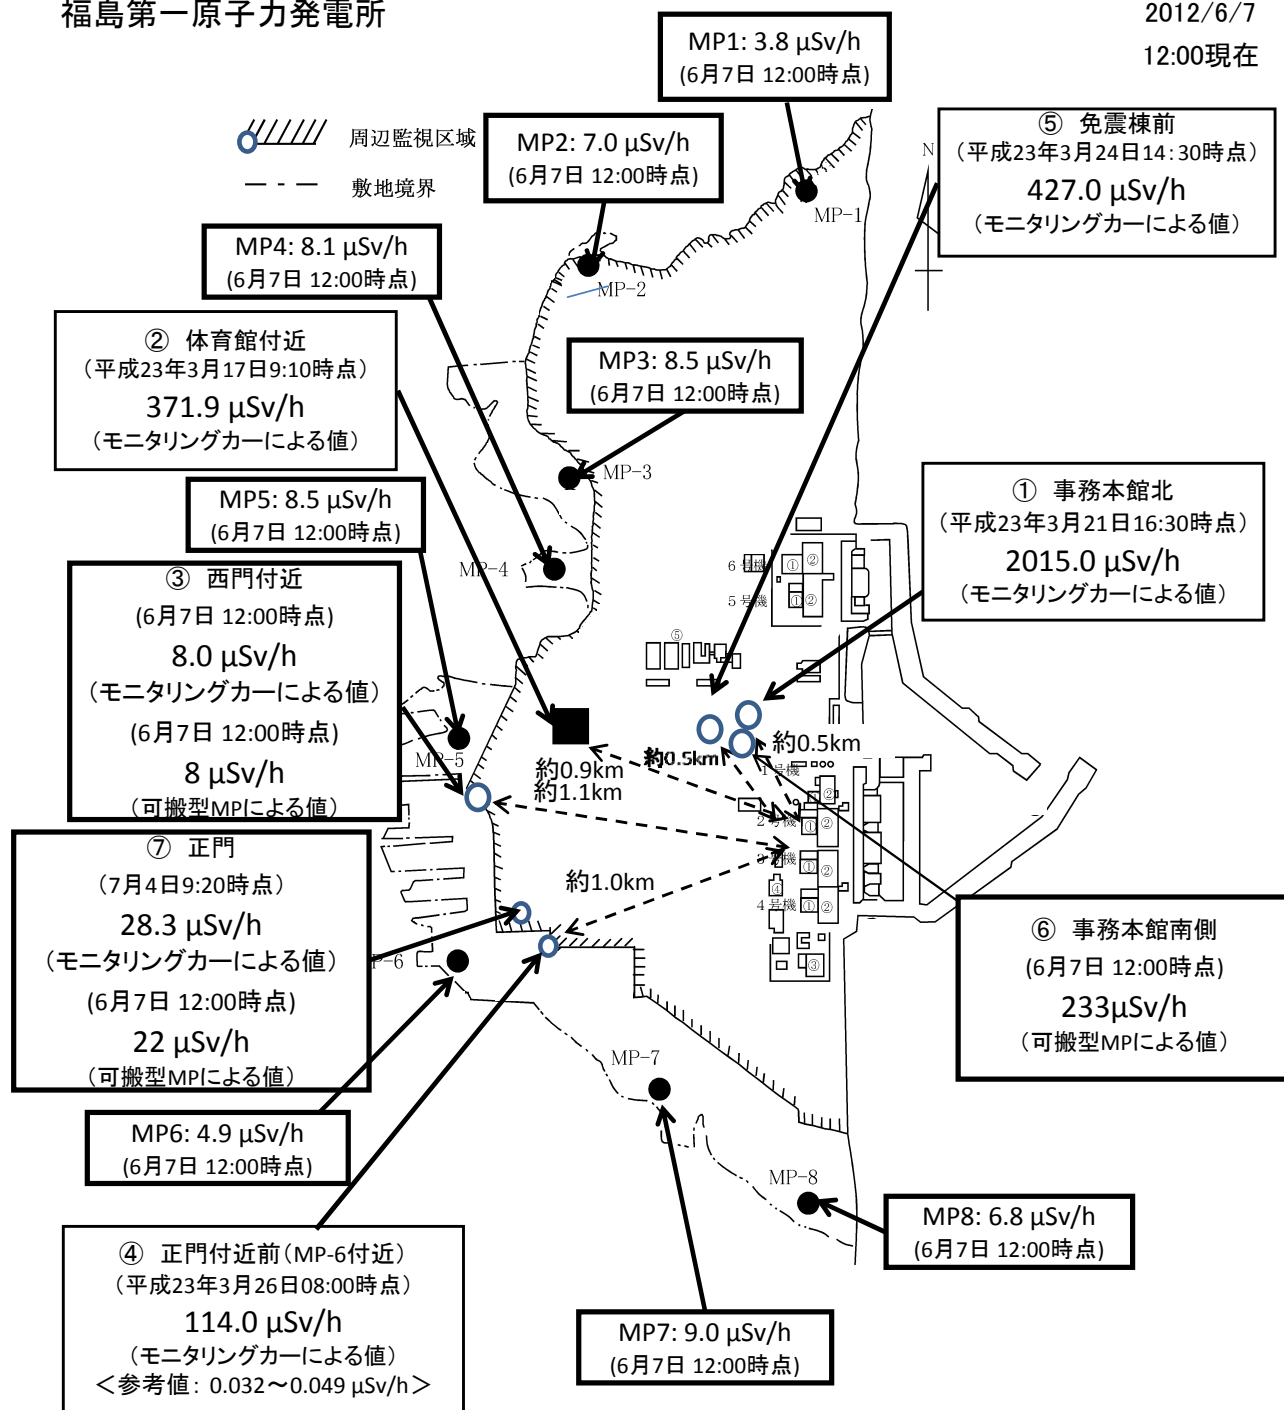 福島第一原子力発電所
2012/6/7
12:00現在
周辺監視区域
敷地境界
N
MP1: 3.8 μSv/h
(6月7日 12:00時点)
MP-1
MP2: 7.0 μSv/h
(6月7日 12:00時点)
MP-2
⑤ 免震棟前
(平成23年3月24日14:30時点)
427.0 μSv/h
(モニタリングカーによる値)
MP4: 8.1 μSv/h
(6月7日 12:00時点)
② 体育館付近
(平成23年3月17日9:10時点)
371.9 μSv/h
(モニタリングカーによる値)
MP3: 8.5 μSv/h
(6月7日 12:00時点)
MP-3
MP5: 8.5 μSv/h
(6月7日 12:00時点)
MP-4
① 事務本館北
(平成23年3月21日16:30時点)
2015.0 μSv/h
(モニタリングカーによる値)
6号機
① ②
5号機
① ②
⑤
③ 西門付近
(6月7日 12:00時点)
8.0 μSv/h
(モニタリングカーによる値)
(6月7日 12:00時点)
8 μSv/h
(可搬型MPによる値)
MP-5
約0.9km
約1.1km
約0.5km
約0.5km
1号機
① ②
2号機
① ②
3号機
① ②
④
4号機
① ②
③
約1.0km
⑦ 正門
(7月4日9:20時点)
28.3 μSv/h
(モニタリングカーによる値)
(6月7日 12:00時点)
22 μSv/h
(可搬型MPによる値)
P-6
⑥ 事務本館南側
(6月7日 12:00時点)
233μSv/h
(可搬型MPによる値)
MP-7
MP6: 4.9 μSv/h
(6月7日 12:00時点)
MP-8
MP8: 6.8 μSv/h
(6月7日 12:00時点)
④ 正門付近前(MP-6付近)
(平成23年3月26日08:00時点)
114.0 μSv/h
(モニタリングカーによる値)
<参考値: 0.032~0.049 μSv/h>
MP7: 9.0 μSv/h
(6月7日 12:00時点)